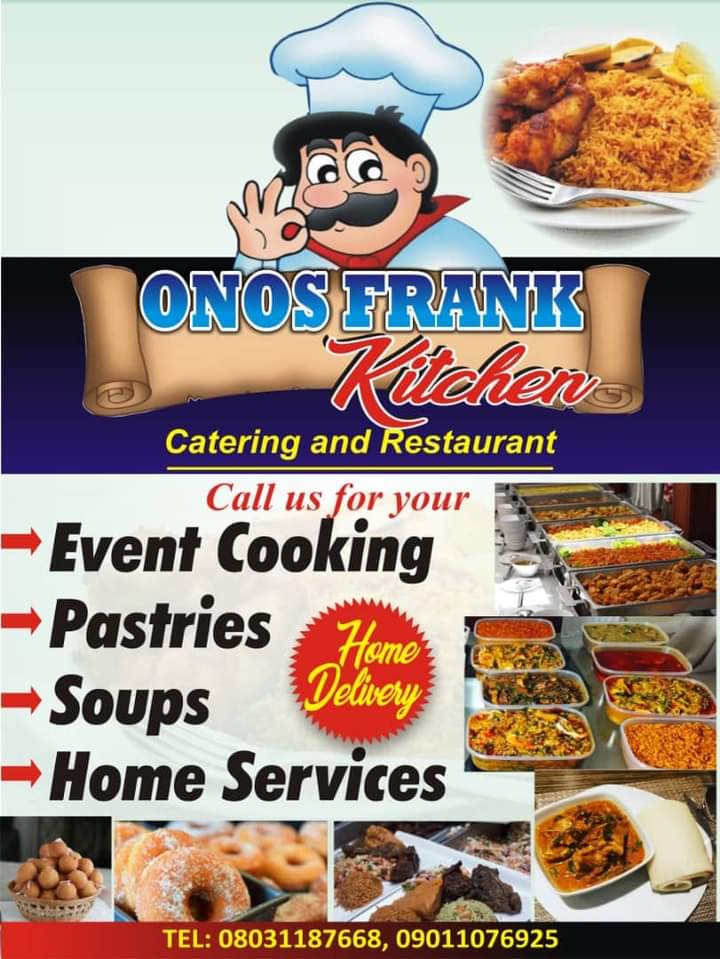 ONOS FRANK
Kitchen
Catering and Restaurant
Call us for your
Event Cooking
Pastries
Soups
Home Services
Home
Delivery
TEL: 08031187668, 09011076925